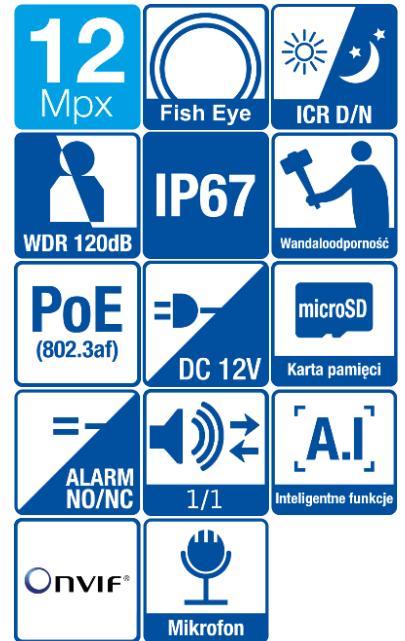 12
Mpx
Fish Eye
ICR D/N
WDR 120dB
IP67
Wandaloodporność
PoE
(802.3af)
DC 12V
microSD
Karta pamięci
ALARM
NO/NC
1/1
A.I
Inteligentne funkcje
ONVIF®
Mikrofon